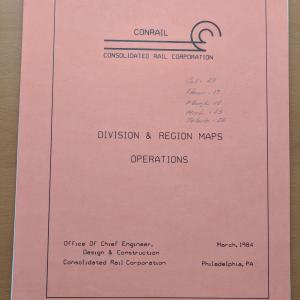 CONRAIL
CONSOLIDATED RAIL CORPORATION
DIVISION & REGION MAPS
OPERATIONS
Office Of Chief Engineer, March, 1984
Design & Construction
Consolidated Rail Corporation Philadelphia, PA